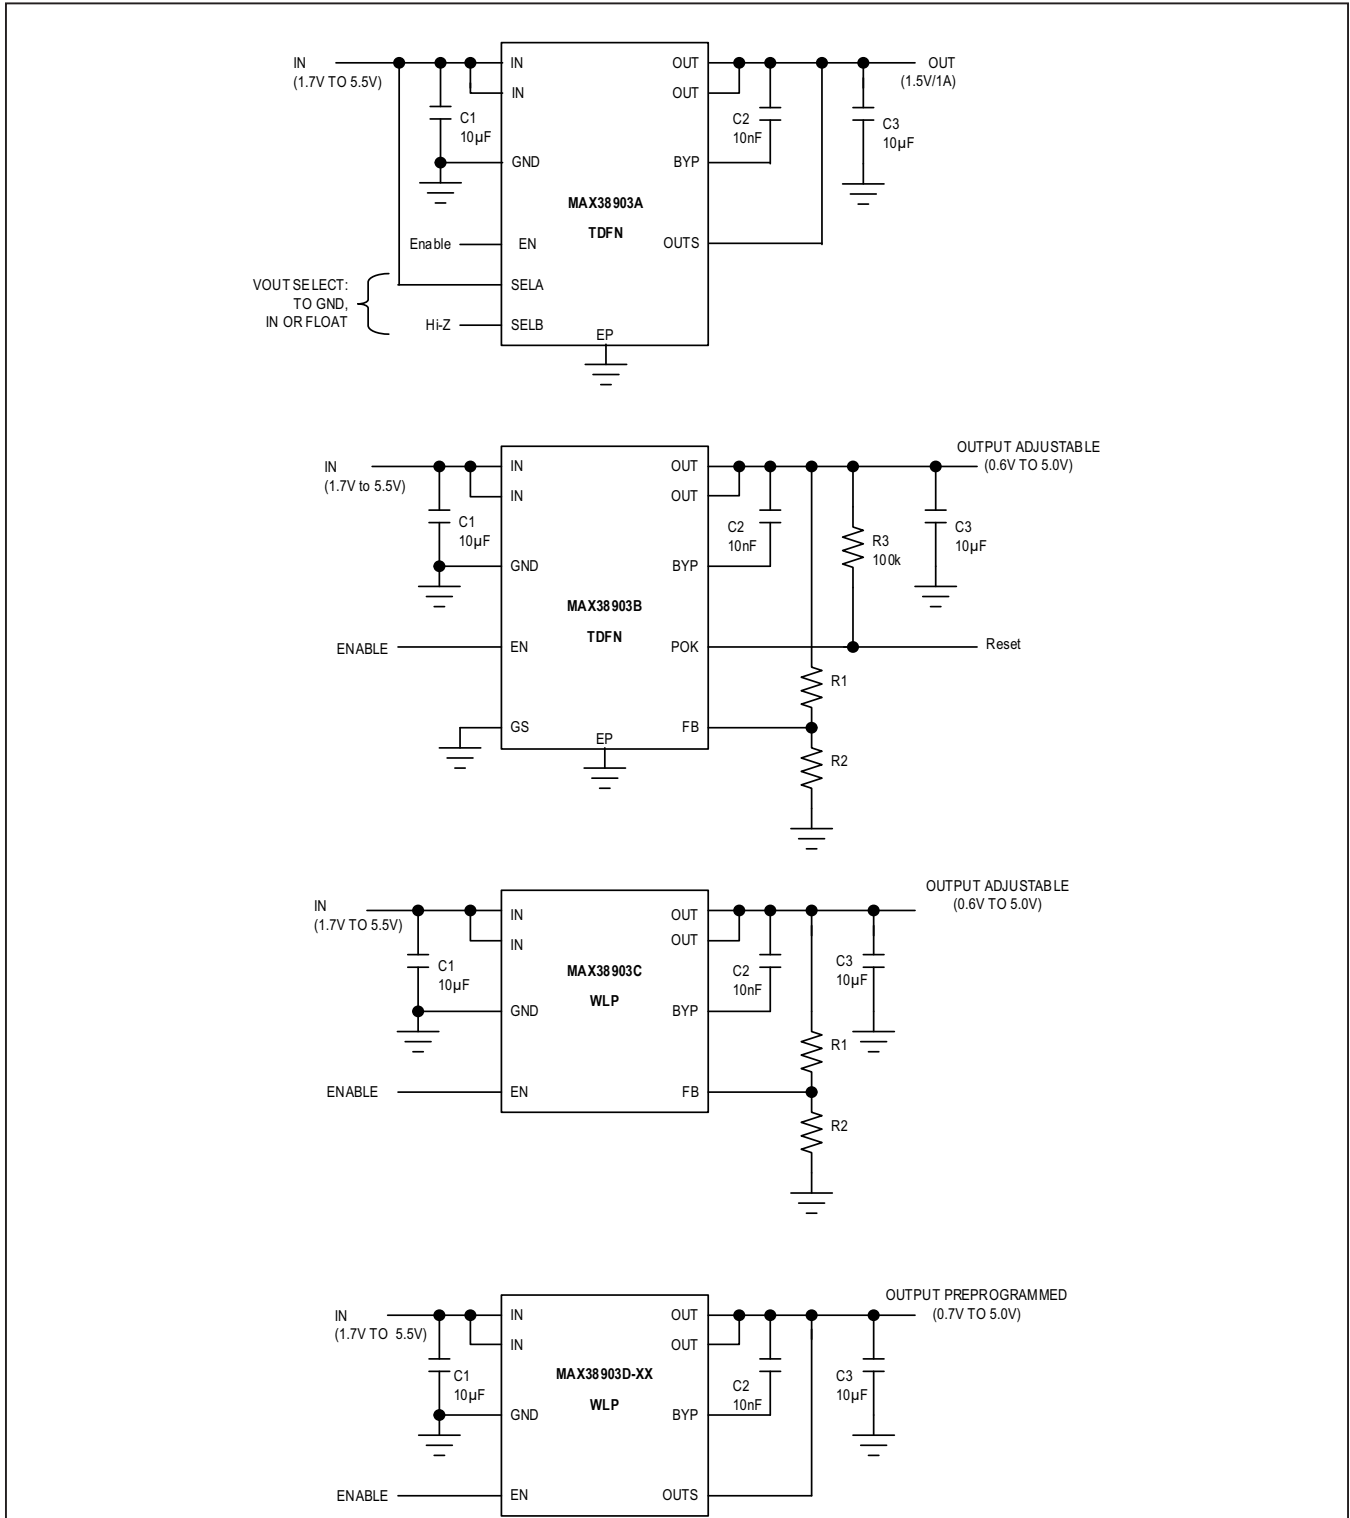 IN
(1.7V TO 5.5V)
IN
IN
GND
EN
SELA
SELB
EP
OUT
OUT
BYP
OUTS
MAX38903A
TDFN
C1
10µF
Enable
VOUT SELECT:
TO GND,
IN OR FLOAT
Hi-Z
C2
10nF
C3
10µF
OUT
(1.5V/1A)
IN
(1.7V to 5.5V)
IN
IN
GND
EN
GS
EP
OUT
OUT
BYP
POK
FB
MAX38903B
TDFN
C1
10µF
ENABLE
C2
10nF
R3
100k
C3
10µF
R1
R2
OUTPUT ADJUSTABLE
(0.6V TO 5.0V)
Reset
IN
(1.7V TO 5.5V)
IN
IN
GND
EN
OUT
OUT
BYP
FB
MAX38903C
WLP
C1
10µF
ENABLE
C2
10nF
C3
10µF
R1
R2
OUTPUT ADJUSTABLE
(0.6V TO 5.0V)
IN
(1.7V TO 5.5V)
IN
IN
GND
EN
OUT
OUT
BYP
OUTS
MAX38903D-XX
WLP
C1
10µF
ENABLE
C2
10nF
C3
10µF
OUTPUT PREPROGRAMMED
(0.7V TO 5.0V)